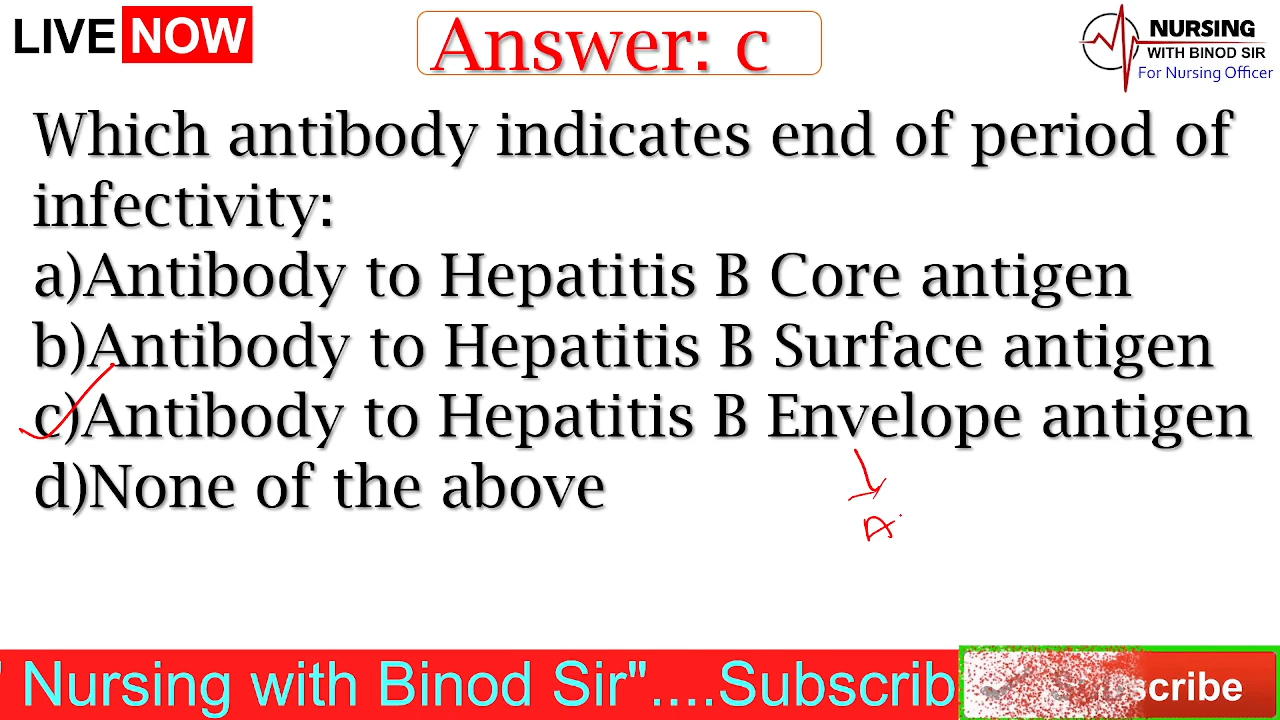 LIVE NOW
Answer: c
NURSING
WITH BINOD SIR
For Nursing Officer
Which antibody indicates end of period of
infectivity:
a)Antibody to Hepatitis B Core antigen
b)Antibody to Hepatitis B Surface antigen
c)Antibody to Hepatitis B Envelope antigen
d)None of the above
A
" Nursing with Binod Sir"....Subscrib
scribe